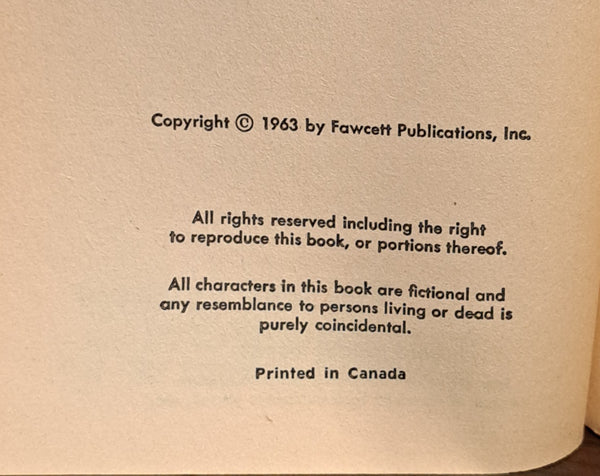 Copyright © 1963 by Fawcett Publications, Inc.
All rights reserved including the right
to reproduce this book, or portions thereof.
All characters in this book are fictional and
any resemblance to persons living or dead is
purely coincidental.
Printed in Canada